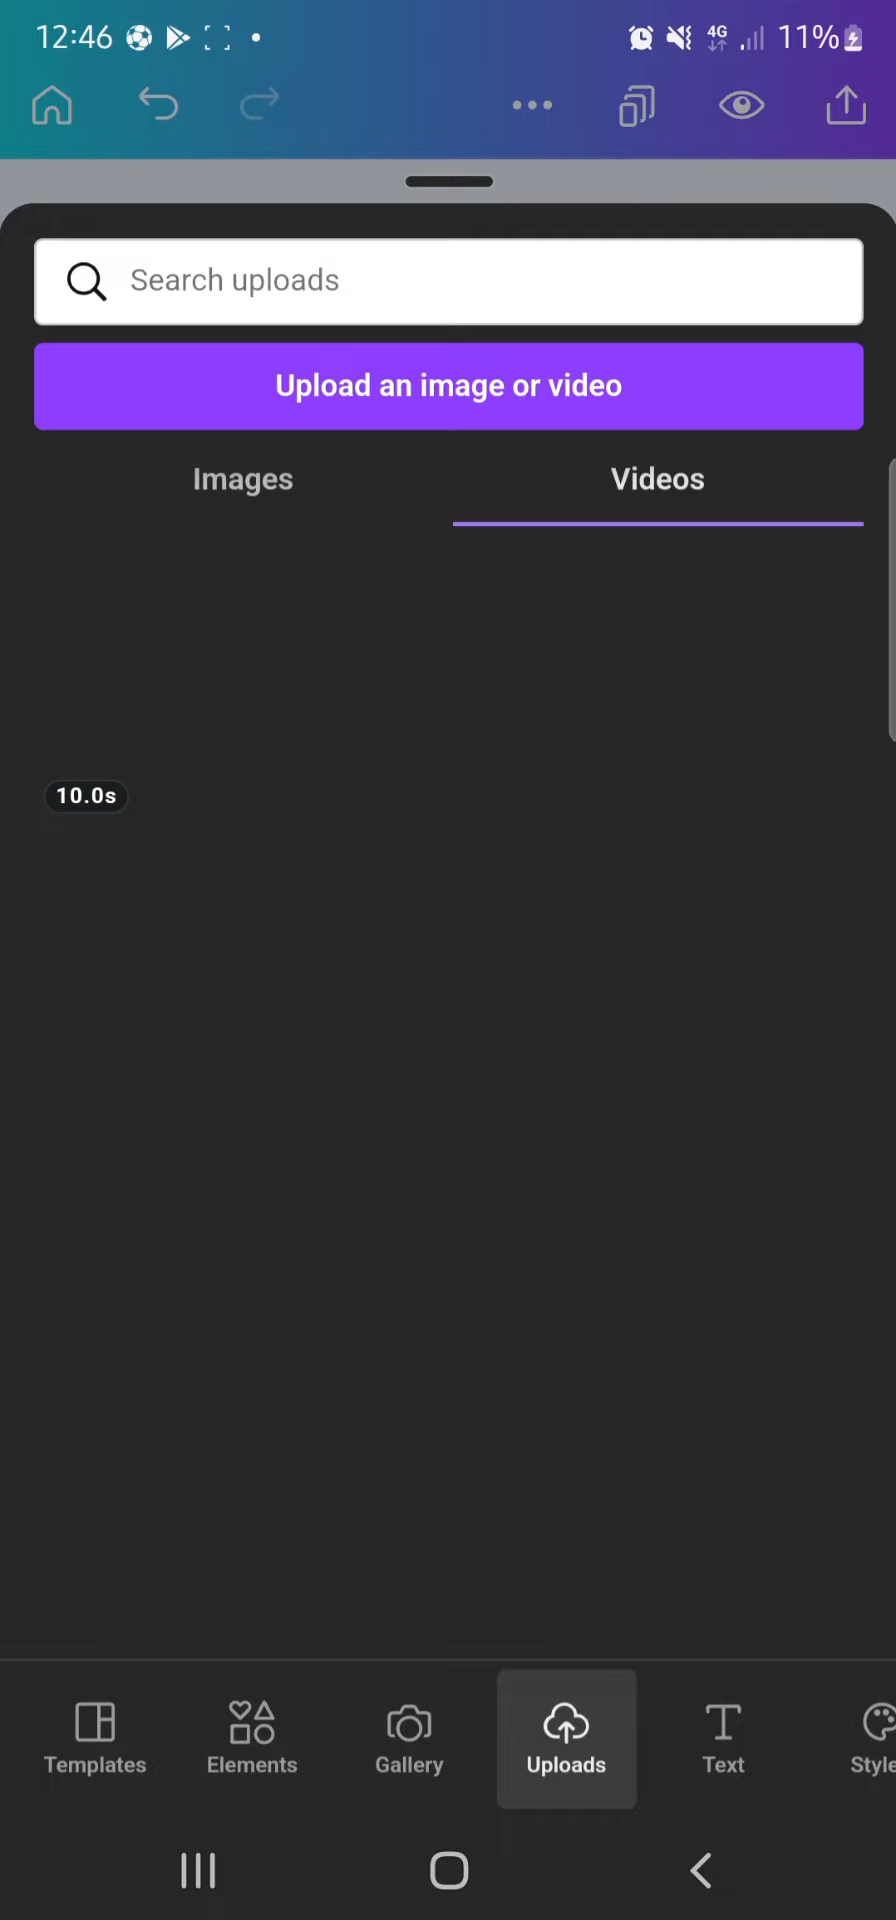 12:46 4G 11%
Search uploads
Upload an image or video
Images Videos
10.0s
Templates Elements Gallery Uploads Text Style